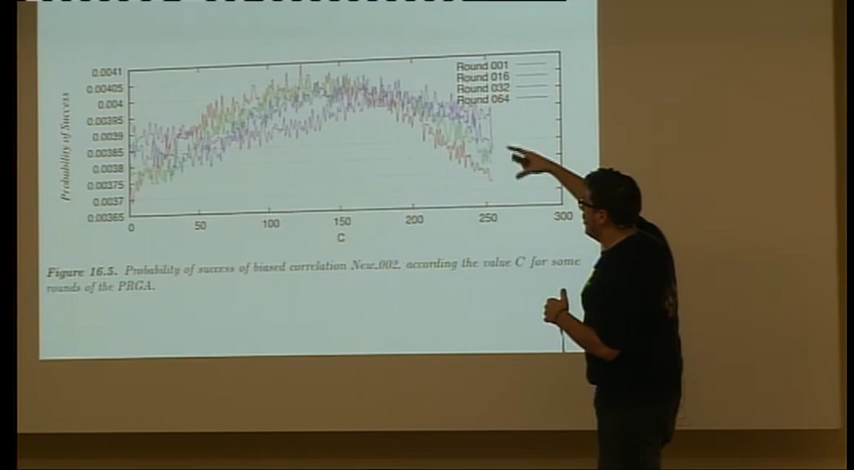 0.0041
0.00405
0.004
0.00395
0.0039
0.00385
0.0038
0.00375
0.0037
0.00365
Probability of Success
Round 001
Round 016
Round 032
Round 064
0 50 100 150 200 250 300
C
Figure 16.5. Probability of success of biased correlation New_002, according the value C for some
rounds of the PRGA.